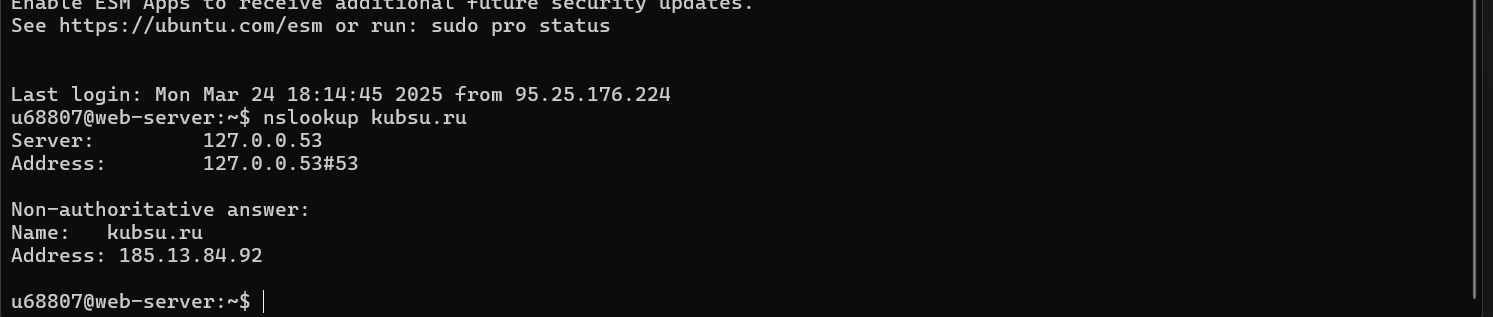 Enable ESM Apps to receive additional future security updates.
See https://ubuntu.com/esm or run: sudo pro status
Last login: Mon Mar 24 18:14:45 2025 from 95.25.176.224
u68807@web-server:~$ nslookup kubsu.ru
Server:         127.0.0.53
Address:        127.0.0.53#53
Non-authoritative answer:
Name:   kubsu.ru
Address: 185.13.84.92
u68807@web-server:~$